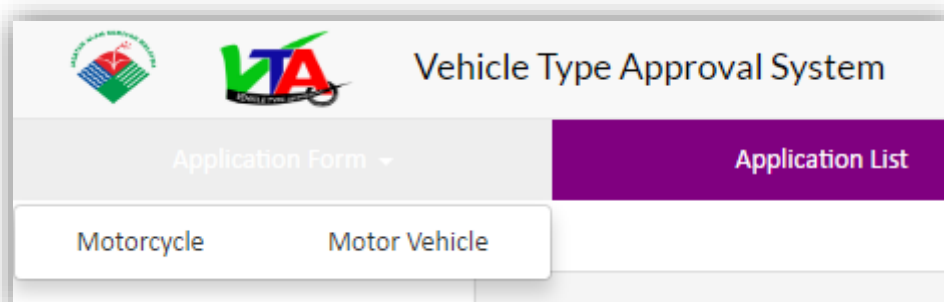 VTA
Vehicle Type Approval System
Application Form
Application List
Motorcycle Motor Vehicle